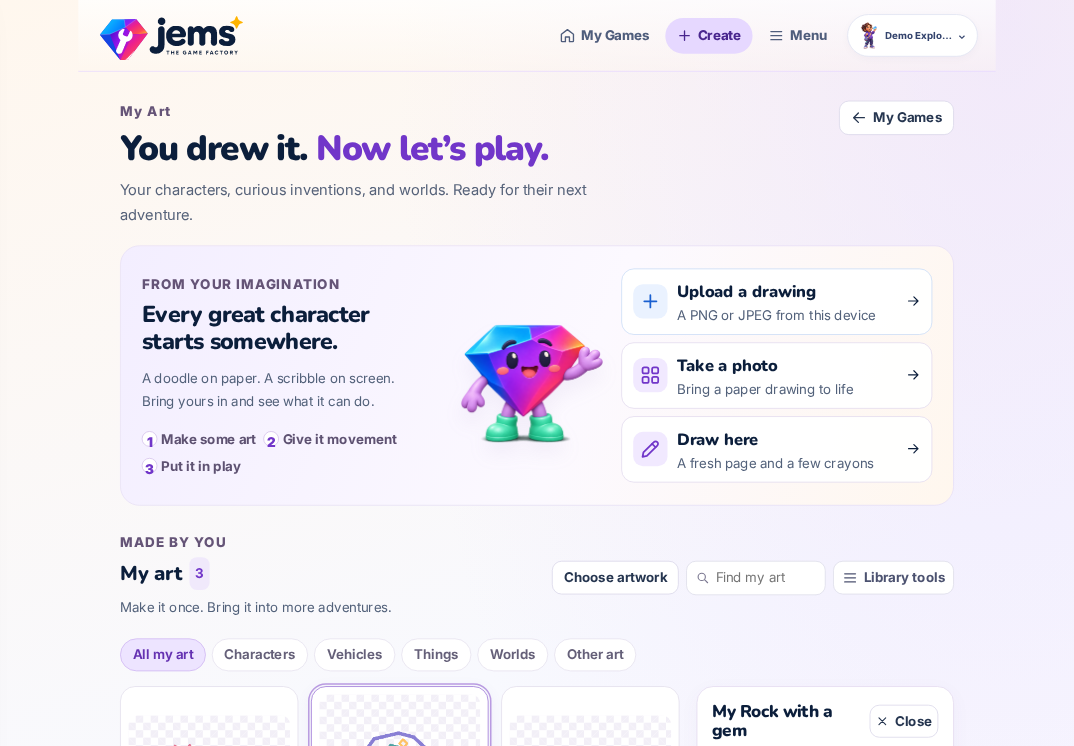 jems
THE GAME FACTORY
My Games
Create
Menu
Demo Explo...
My Art
My Games
You drew it. Now let's play.
Your characters, curious inventions, and worlds. Ready for their next
adventure.
FROM YOUR IMAGINATION
Every great character
starts somewhere.
A doodle on paper. A scribble on screen.
Bring yours in and see what it can do.
1 Make some art 2 Give it movement
3 Put it in play
Upload a drawing
A PNG or JPEG from this device
Take a photo
Bring a paper drawing to life
Draw here
A fresh page and a few crayons
MADE BY YOU
My art 3
Make it once. Bring it into more adventures.
Choose artwork
Find my art
Library tools
All my art
Characters
Vehicles
Things
Worlds
Other art
My Rock with a
gem
Close